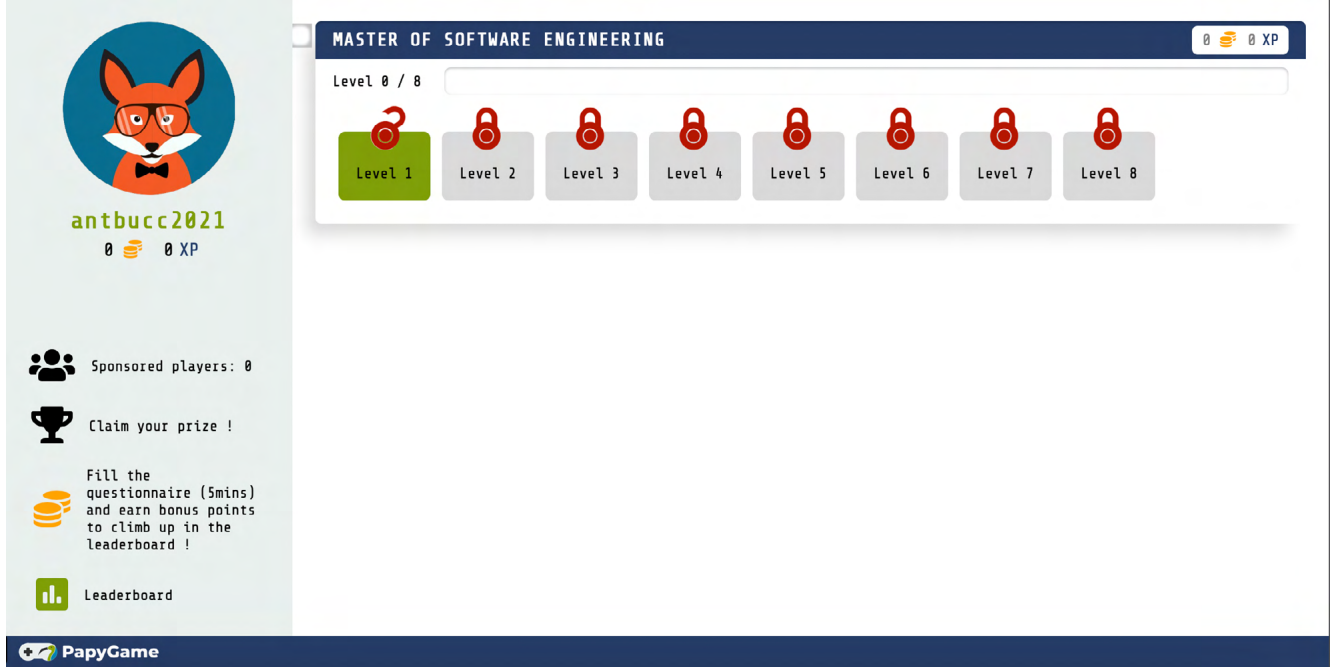 antbucc2021
0 0 XP
Sponsored players: 0
Claim your prize !
Fill the
questionnaire (5mins)
and earn bonus points
to climb up in the
leaderboard !
Leaderboard
MASTER OF SOFTWARE ENGINEERING
0 0 XP
Level 0 / 8
Level 1 Level 2 Level 3 Level 4 Level 5 Level 6 Level 7 Level 8
PapyGame